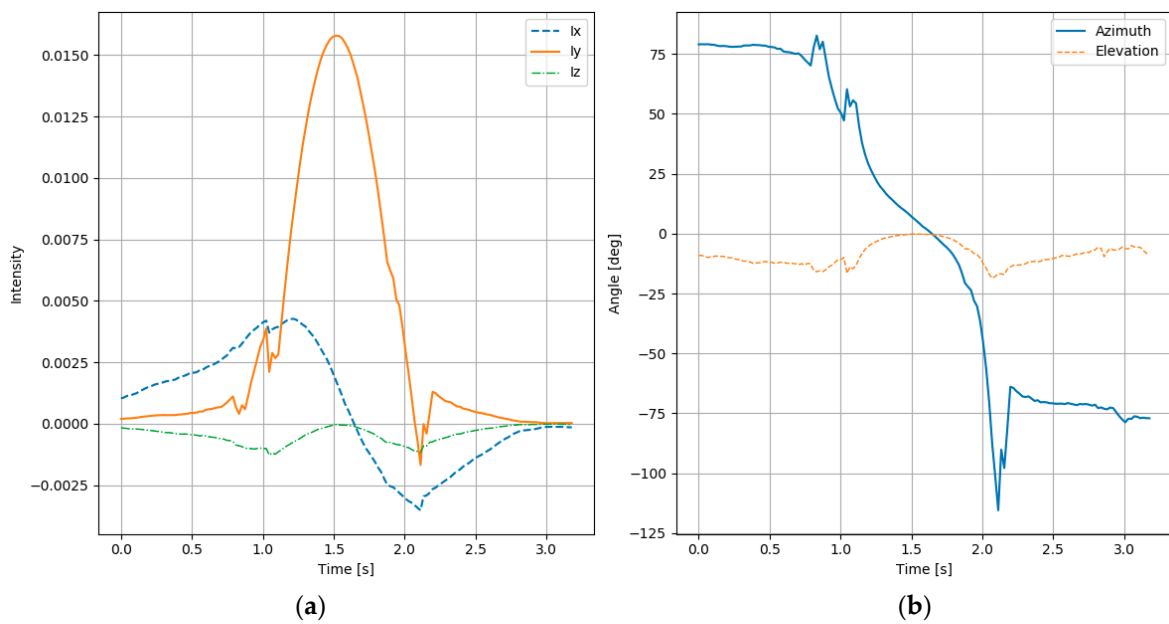 0.0150
0.0125
0.0100
0.0075
0.0050
0.0025
0.0000
−0.0025
Intensity
0.0 0.5 1.0 1.5 2.0 2.5 3.0
Time [s]
Ix
Iy
Iz
(a)
75
50
25
0
−25
−50
−75
−100
−125
Angle [deg]
0.0 0.5 1.0 1.5 2.0 2.5 3.0
Time [s]
Azimuth
Elevation
(b)